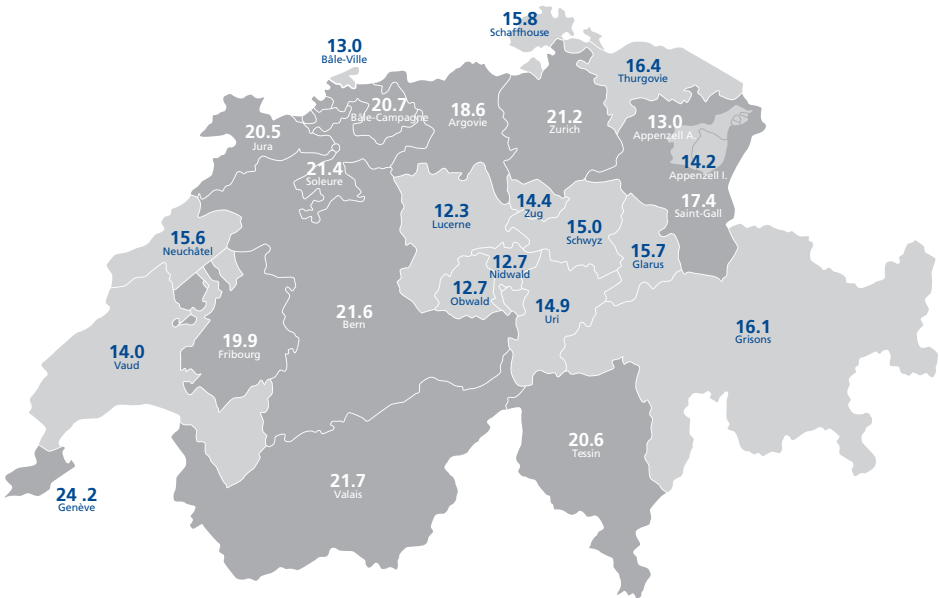 15.8
Schaffhouse
13.0
Bâle-Ville
16.4
Thurgovie
20.7
Bâle-Campagne
18.6
Argovie
21.2
Zurich
13.0
Appenzell A.
20.5
Jura
14.2
Appenzell I.
21.4
Soleure
17.4
Saint-Gall
12.3
Lucerne
14.4
Zug
15.0
Schwyz
15.6
Neuchâtel
15.7
Glarus
12.7
Nidwald
12.7
Obwald
14.9
Uri
21.6
Bern
16.1
Grisons
19.9
Fribourg
14.0
Vaud
20.6
Tessin
21.7
Valais
24 .2
Genève